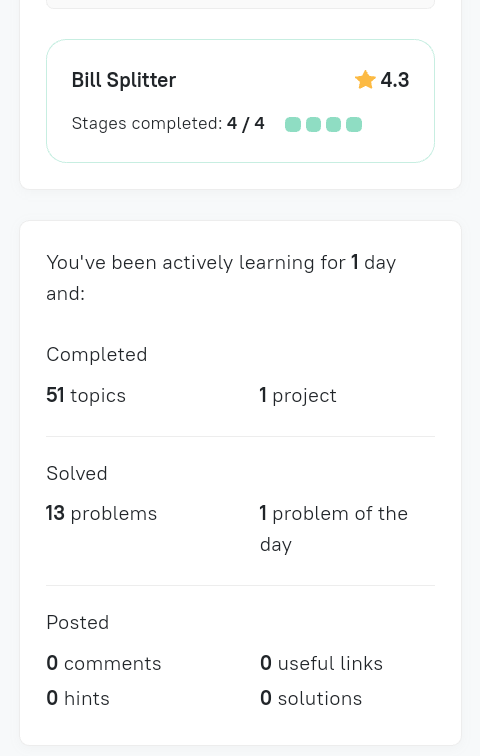 Bill Splitter 4.3
Stages completed: 4 / 4
You've been actively learning for 1 day
and:
Completed
51 topics 1 project
Solved
13 problems 1 problem of the
day
Posted
0 comments 0 useful links
0 hints 0 solutions